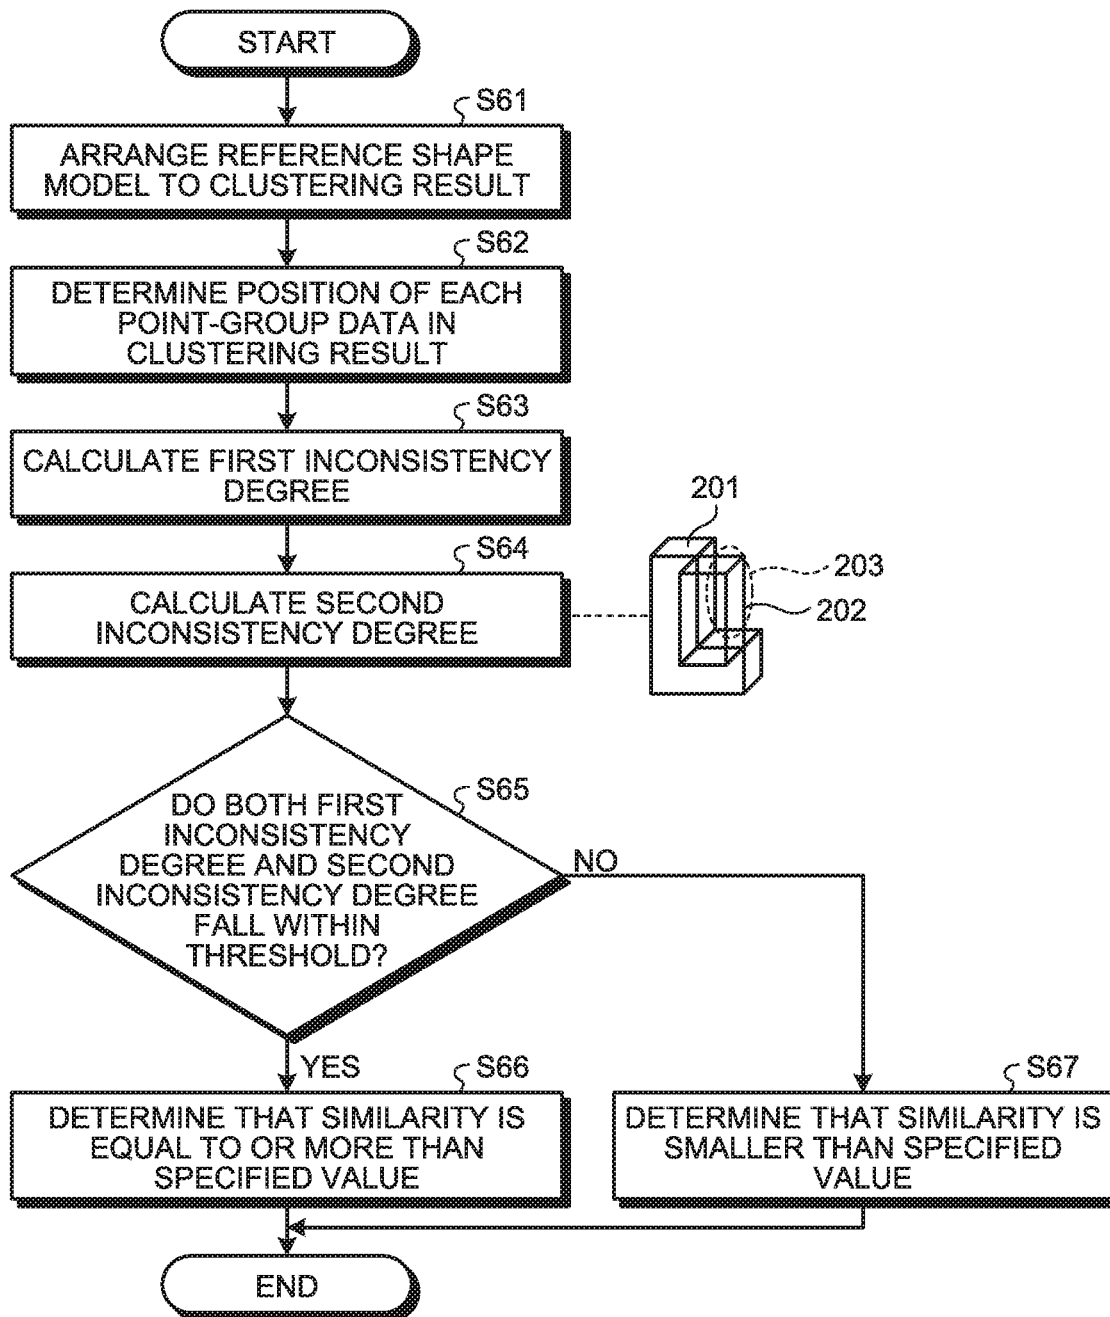 START
S61
ARRANGE REFERENCE SHAPE
MODEL TO CLUSTERING RESULT
S62
DETERMINE POSITION OF EACH
POINT-GROUP DATA IN
CLUSTERING RESULT
S63
CALCULATE FIRST INCONSISTENCY
DEGREE
S64
CALCULATE SECOND
INCONSISTENCY DEGREE
201
203
202
S65
DO BOTH FIRST
INCONSISTENCY
DEGREE AND SECOND
INCONSISTENCY DEGREE
FALL WITHIN
THRESHOLD?
NO
YES
S66
DETERMINE THAT SIMILARITY IS
EQUAL TO OR MORE THAN
SPECIFIED VALUE
S67
DETERMINE THAT SIMILARITY IS
SMALLER THAN SPECIFIED
VALUE
END